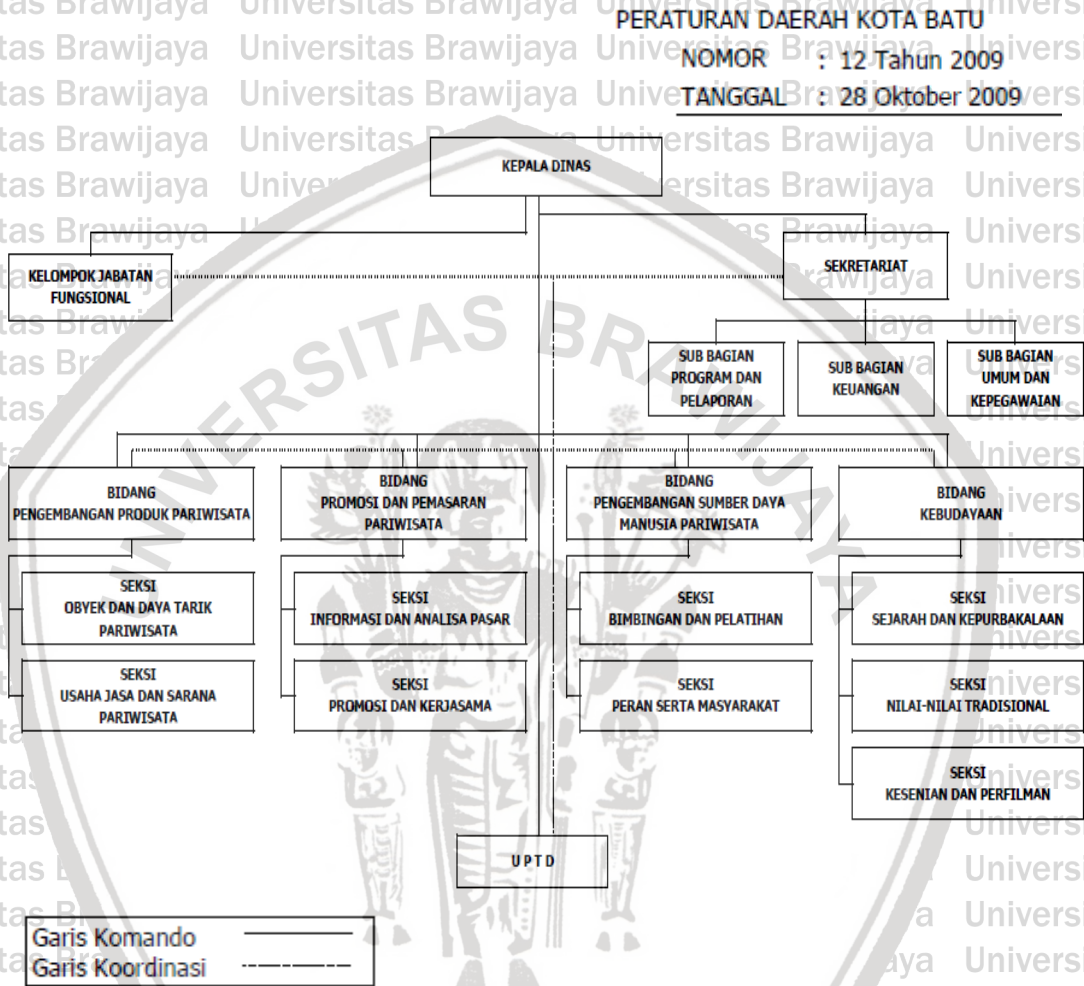 PERATURAN DAERAH KOTA BATU
NOMOR : 12 Tahun 2009
TANGGAL : 28 Oktober 2009
KEPALA DINAS
KELOMPOK JABATAN
FUNGSIONAL
SEKRETARIAT
SUB BAGIAN
PROGRAM DAN
PELAPORAN
SUB BAGIAN
KEUANGAN
SUB BAGIAN
UMUM DAN
KEPEGAWAIAN
BIDANG
PENGEMBANGAN PRODUK PARIWISATA
BIDANG
PROMOSI DAN PEMASARAN
PARIWISATA
BIDANG
PENGEMBANGAN SUMBER DAYA
MANUSIA PARIWISATA
BIDANG
KEBUDAYAAN
SEKSI
OBYEK DAN DAYA TARIK
PARIWISATA
SEKSI
INFORMASI DAN ANALISA PASAR
SEKSI
BIMBINGAN DAN PELATIHAN
SEKSI
SEJARAH DAN KEPURBAKALAAN
SEKSI
USAHA JASA DAN SARANA
PARIWISATA
SEKSI
PROMOSI DAN KERJASAMA
SEKSI
PERAN SERTA MASYARAKAT
SEKSI
NILAI-NILAI TRADISIONAL
SEKSI
KESENIAN DAN PERFILMAN
UPTD
Garis Komando
Garis Koordinasi
UNIVERSITAS BRAWIJAYA